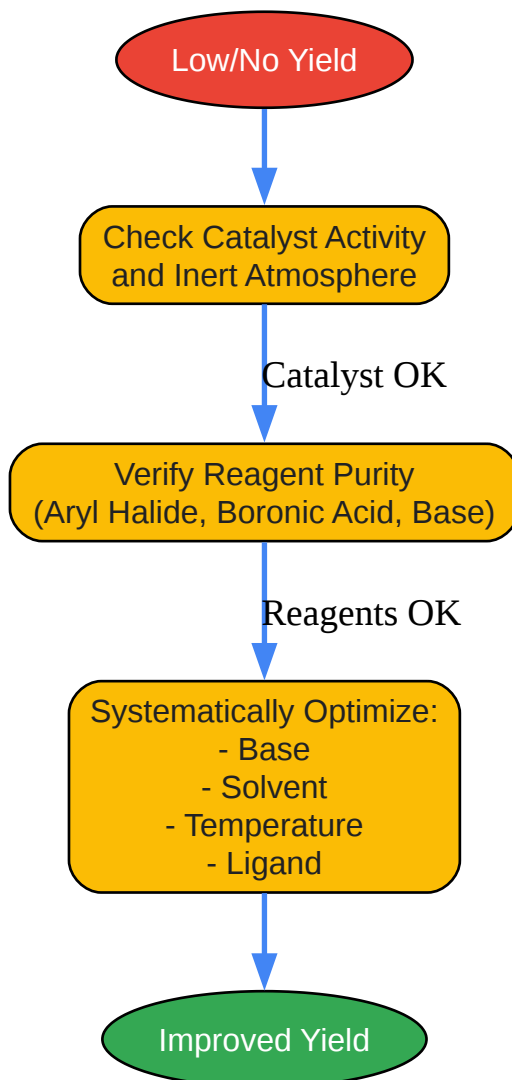 Low/No Yield
Check Catalyst Activity
and Inert Atmosphere
Catalyst OK
Verify Reagent Purity
(Aryl Halide, Boronic Acid, Base)
Reagents OK
Systematically Optimize:
- Base
- Solvent
- Temperature
- Ligand
Improved Yield